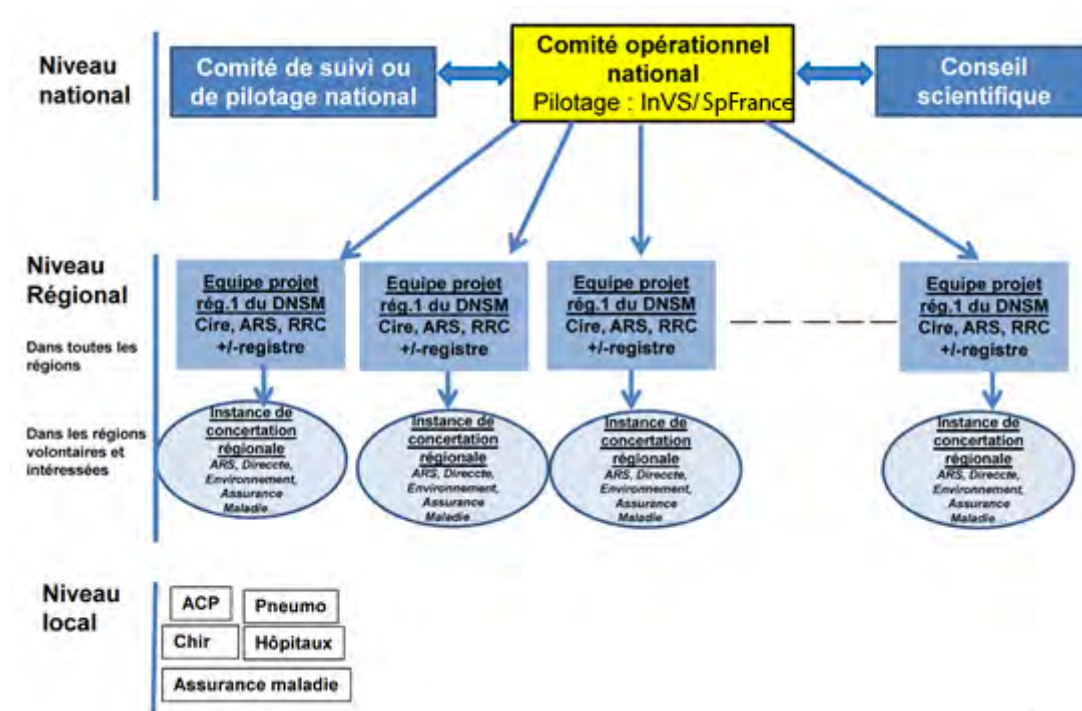 Niveau
national
Comité de suivi ou
de pilotage national
Comité opérationnel
national
Pilotage : InVS/SpFrance
Conseil
scientifique
Niveau
Régional
Dans toutes les
régions
Equipe projet
rég.1 du DNSM
Cire, ARS, RRC
+/-registre
Equipe projet
rég.1 du DNSM
Cire, ARS, RRC
+/-registre
Equipe projet
rég.1 du DNSM
Cire, ARS, RRC
+/-registre
Equipe projet
rég.1 du DNSM
Cire, ARS, RRC
+/-registre
Dans les régions
volontaires et
intéressées
Instance de
concertation
régionale
ARS, Direccte,
Environnement,
Assurance
Maladie...
Instance de
concertation
régionale
ARS, Direccte,
Environnement,
Assurance
Maladie...
Instance de
concertation
régionale
ARS, Direccte,
Environnement,
Assurance
Maladie...
Instance de
concertation
régionale
ARS, Direccte,
Environnement,
Assurance
Maladie...
Niveau
local
ACP
Pneumo
Chir
Hôpitaux
Assurance maladie